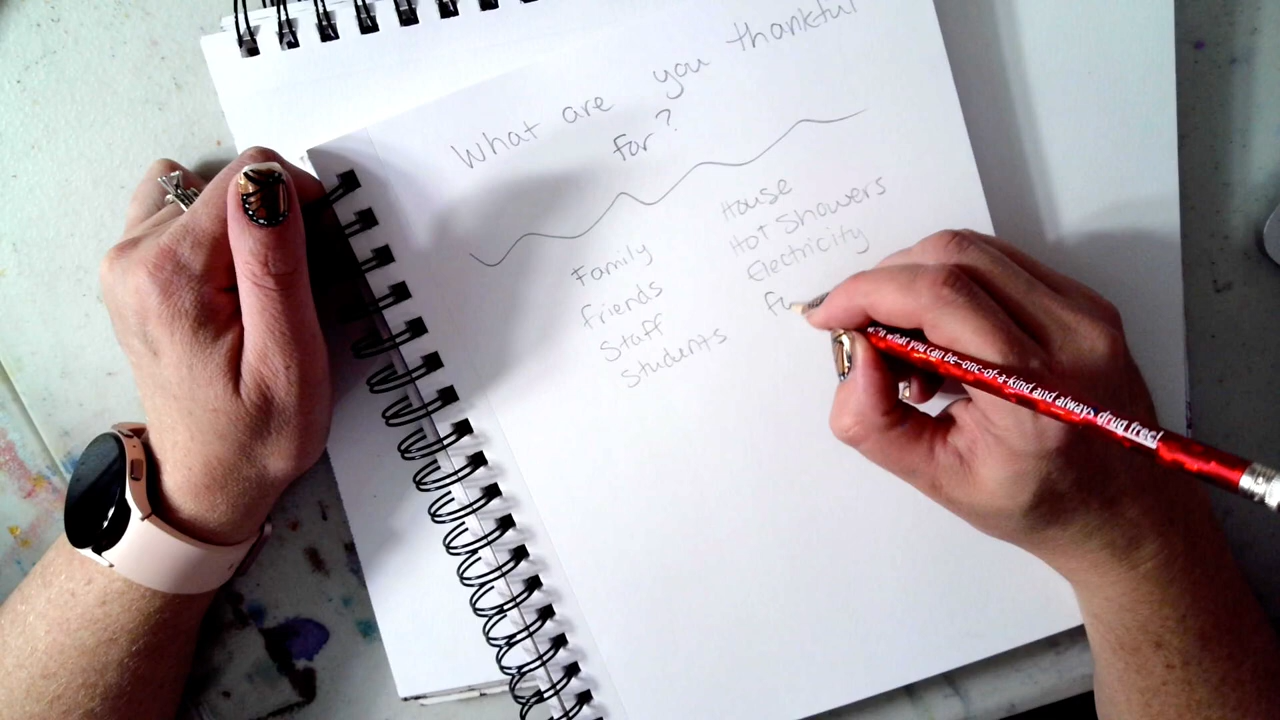 What are you thankful
for?
Family
friends
Staff
Students
House
Hot Showers
Electricity
fu
what you can be-one-of-a-kind and always drug free!